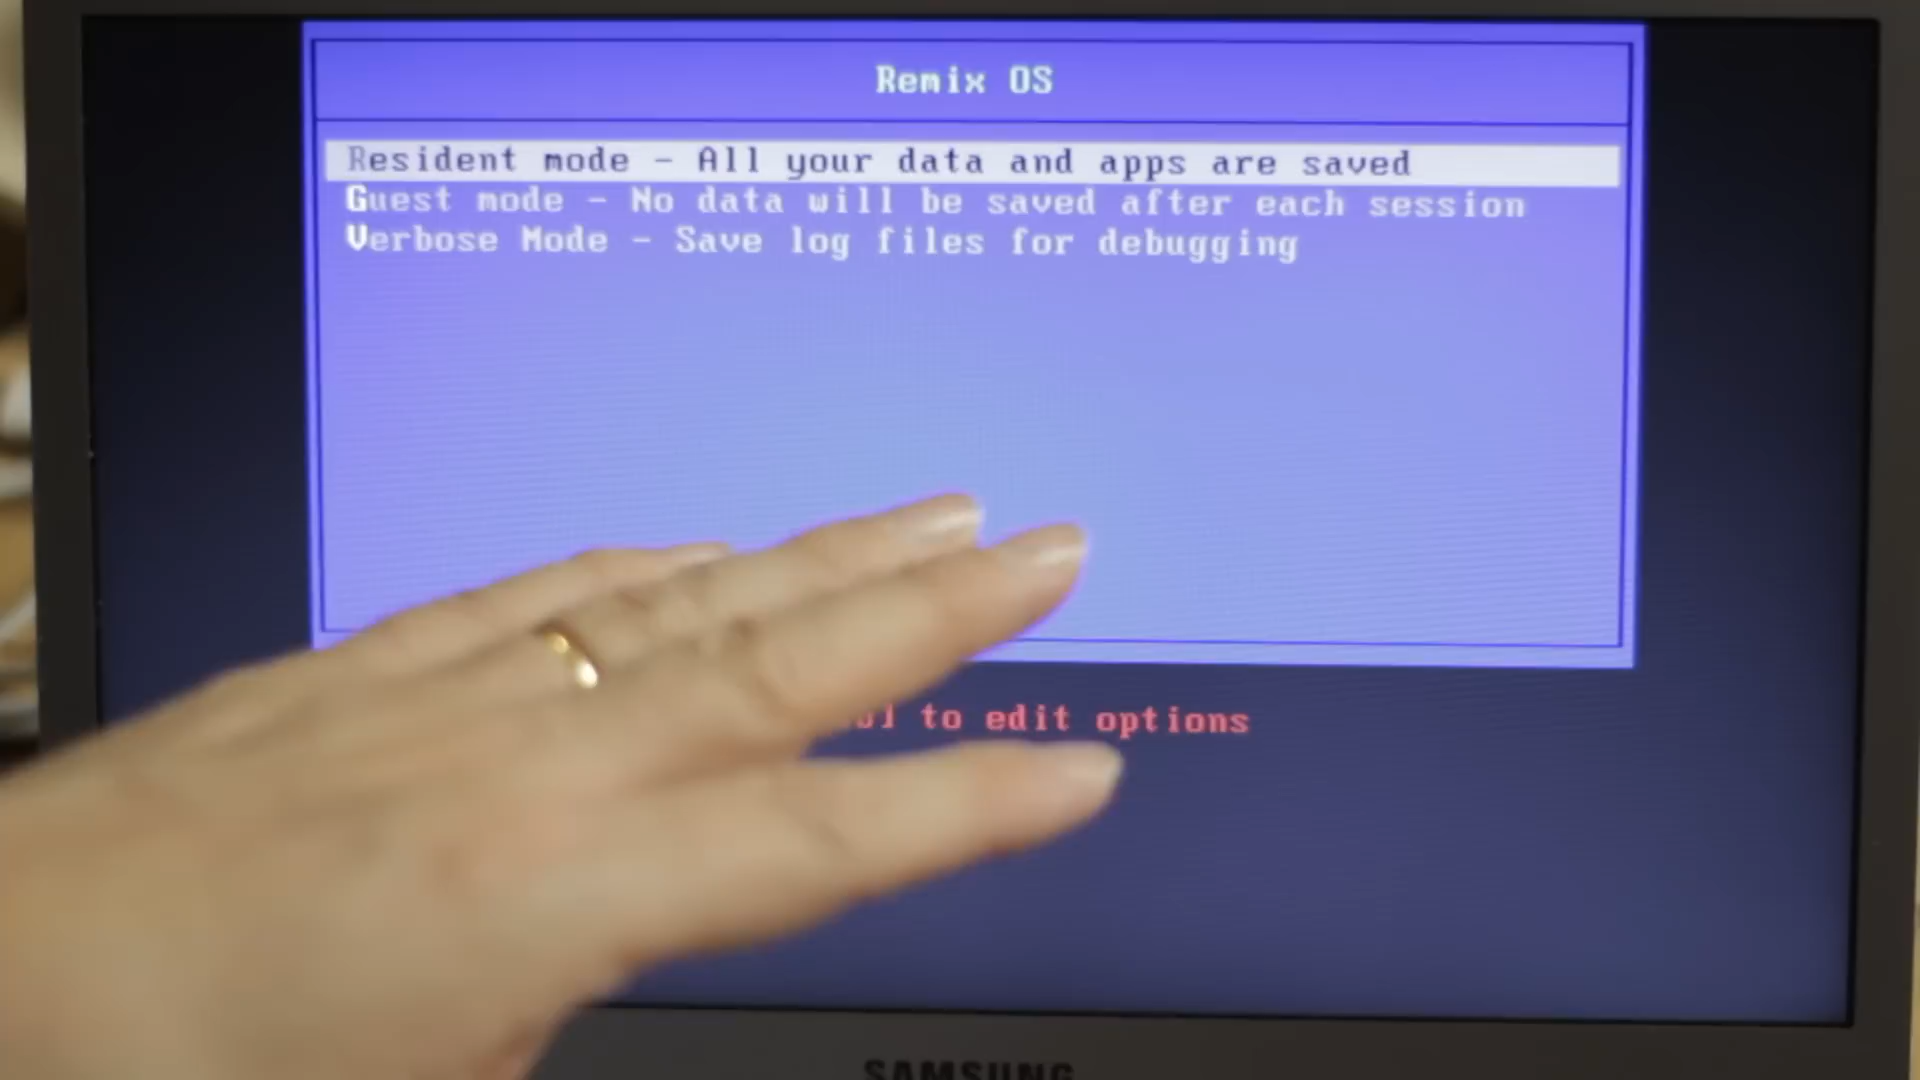 Remix OS
Resident mode - All your data and apps are saved
Guest mode - No data will be saved after each session
Verbose Mode - Save log files for debugging
to edit options
SAMSUNG